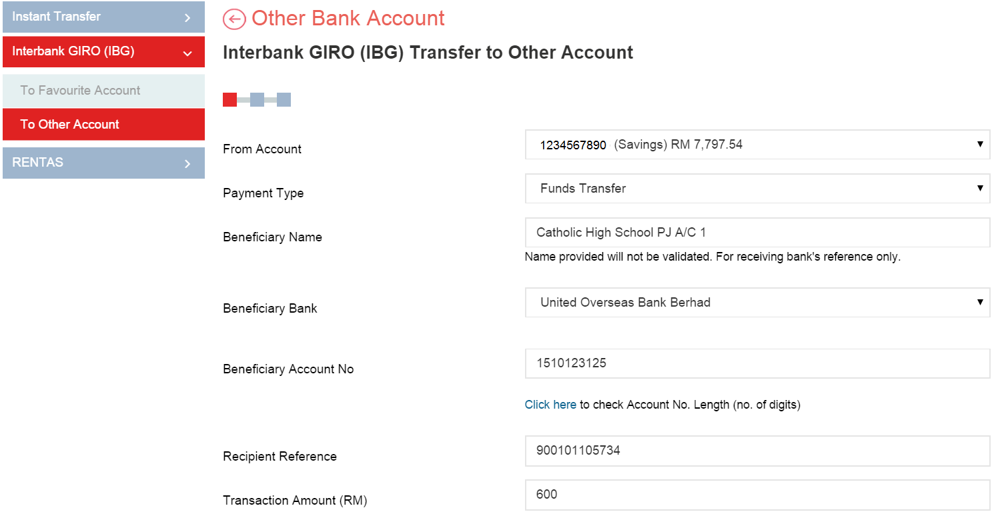 Instant Transfer
Interbank GIRO (IBG)
To Favourite Account
To Other Account
RENTAS
Other Bank Account
Interbank GIRO (IBG) Transfer to Other Account
From Account
1234567890 (Savings) RM 7,797.54
Payment Type
Funds Transfer
Beneficiary Name
Catholic High School PJ A/C 1
Name provided will not be validated. For receiving bank's reference only.
Beneficiary Bank
United Overseas Bank Berhad
Beneficiary Account No
1510123125
Click here to check Account No. Length (no. of digits)
Recipient Reference
900101105734
Transaction Amount (RM)
600